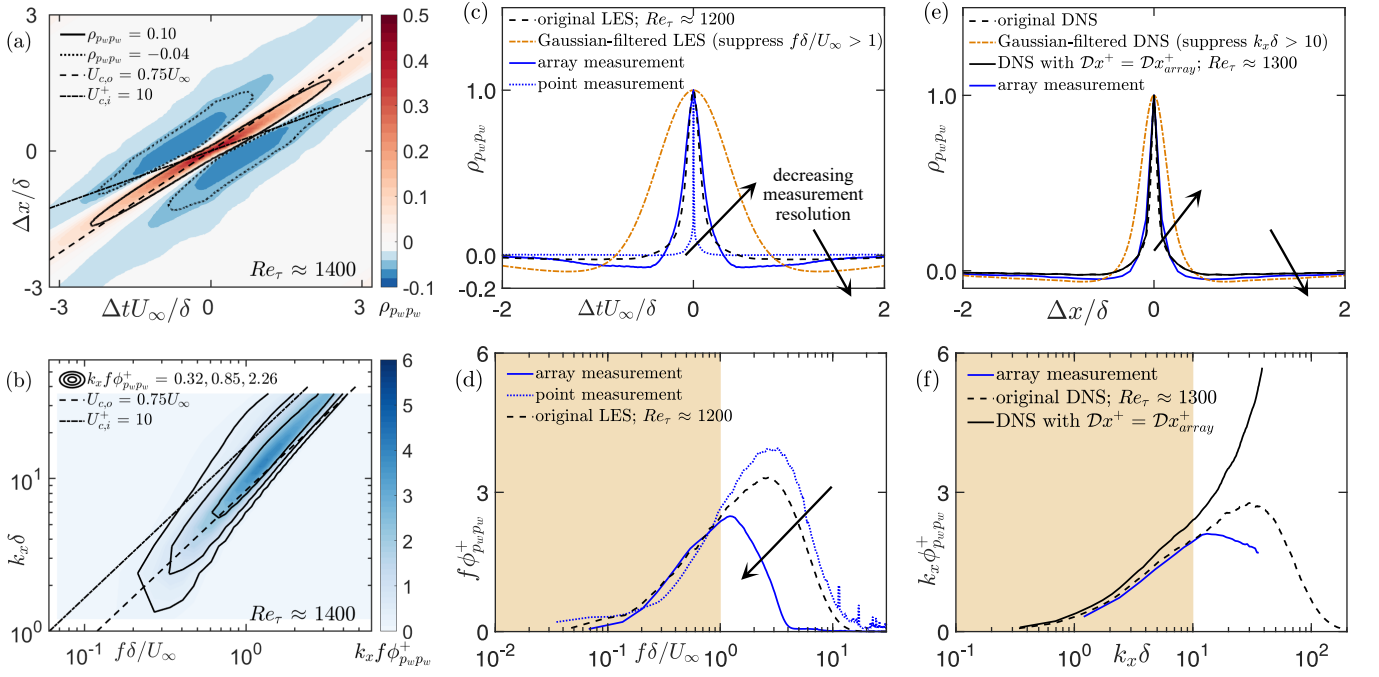 (a)
ρ_{p_w p_w} = 0.10
ρ_{p_w p_w} = −0.04
U_{c,o} = 0.75U_∞
U^+_{c,i} = 10
Re_τ ≈ 1400
3
0
-3
Δx/δ
-3
0
3
ΔtU_∞/δ
0.5
0.4
0.3
0.2
0.1
0
-0.1
ρ_{p_w p_w}
(b)
k_x fϕ^+_{p_w p_w} = 0.32, 0.85, 2.26
U_{c,o} = 0.75U_∞
U^+_{c,i} = 10
Re_τ ≈ 1400
10^1
10^0
k_xδ
10^{-1}
10^0
fδ/U_∞
6
5
4
3
2
1
0
k_x fϕ^+_{p_w p_w}
(c)
original LES; Re_τ ≈ 1200
Gaussian-filtered LES (suppress fδ/U_∞ > 1)
array measurement
point measurement
decreasing
measurement
resolution
1.0
0.0
-0.2
ρ_{p_w p_w}
-2
0
2
ΔtU_∞/δ
(d)
array measurement
point measurement
original LES; Re_τ ≈ 1200
6
3
0
fϕ^+_{p_w p_w}
10^{-2}
10^{-1}
10^0
10^1
fδ/U_∞
(e)
original DNS
Gaussian-filtered DNS (suppress k_xδ > 10)
DNS with 𝒟x^+ = 𝒟x^+_{array}; Re_τ ≈ 1300
array measurement
1.0
0.0
ρ_{p_w p_w}
-2
0
2
Δx/δ
(f)
array measurement
original DNS; Re_τ ≈ 1300
DNS with 𝒟x^+ = 𝒟x^+_{array}
6
3
0
k_xϕ^+_{p_w p_w}
10^{-1}
10^0
10^1
10^2
k_xδ